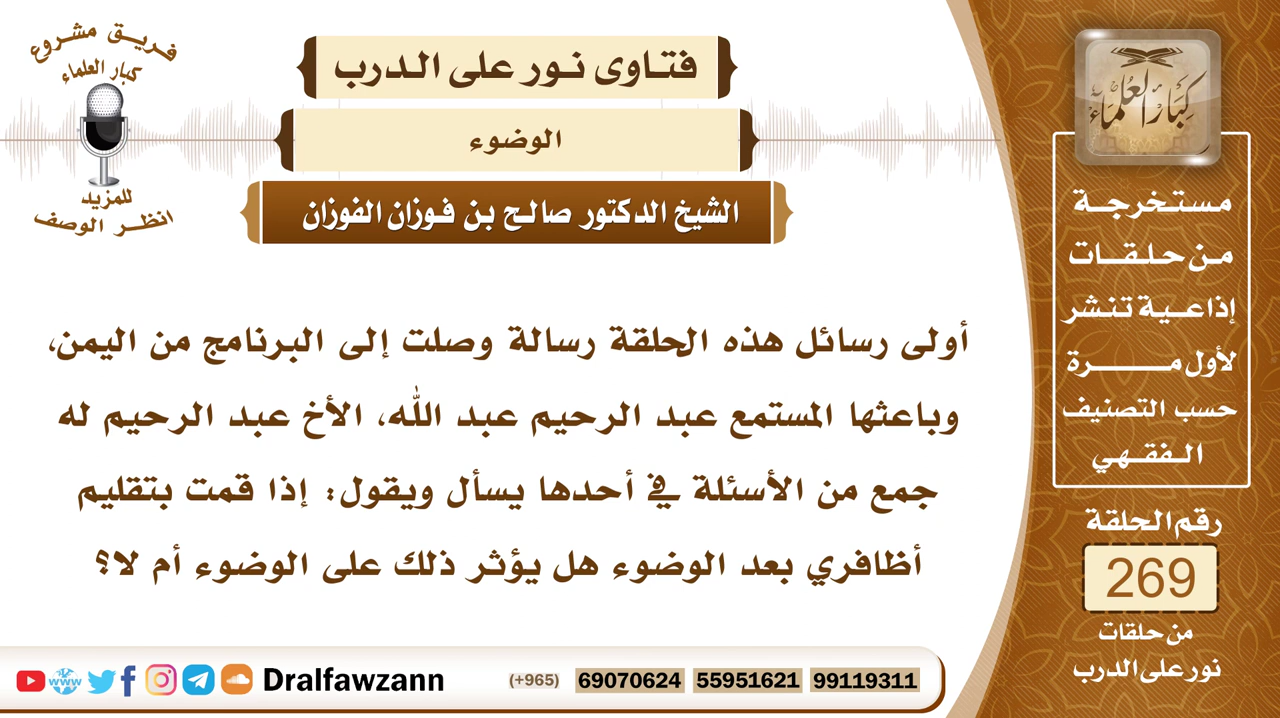 فريق مشروع
كبار العلماء
للمزيد
انظر الوصف
فتاوى نور على الدرب
الوضوء
الشيخ الدكتور صالح بن فوزان الفوزان
أولى رسائل هذه الحلقة رسالة وصلت إلى البرنامج من اليمن،
وباعثها المستمع عبد الرحيم عبد الله، الأخ عبد الرحيم له
جمع من الأسئلة في أحدها يسأل ويقول: إذا قمت بتقليم
أظافري بعد الوضوء هل يؤثر ذلك على الوضوء أم لا؟
كبار العلماء
مستخرجة
من حلقات
إذاعية تنشر
لأول مرة
حسب التصنيف
الفقهي
رقم الحلقة
269
من حلقات
نور على الدرب
www Dralfawzann (+965) 69070624 55951621 99119311